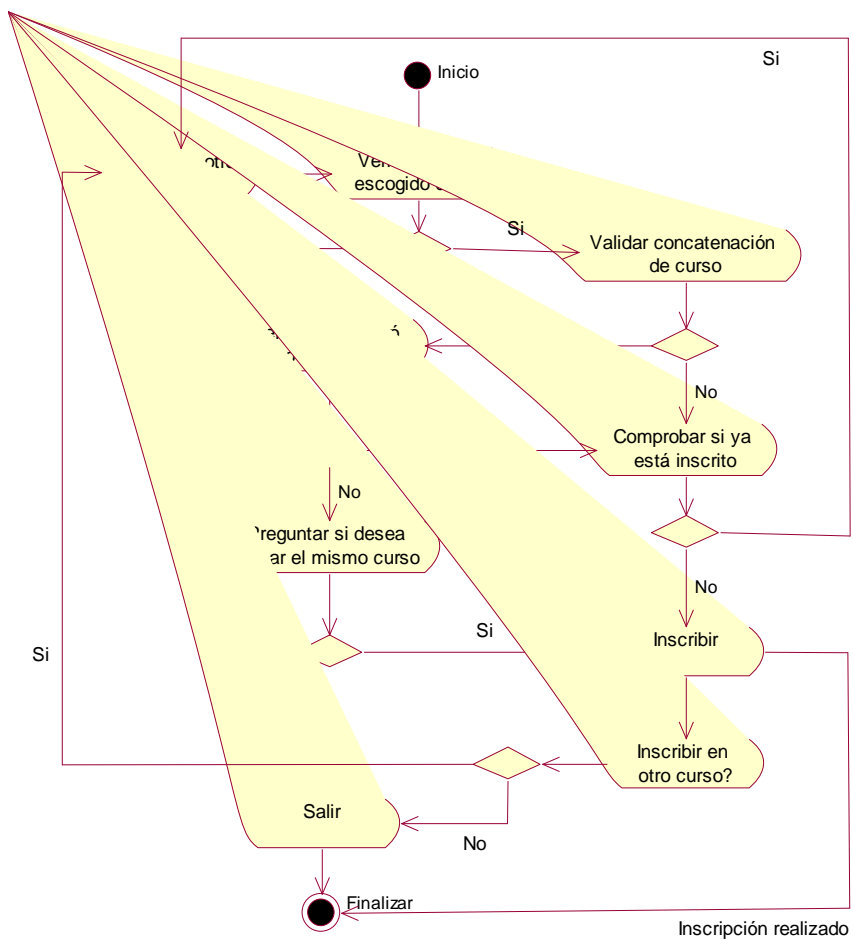 Si
Inicio
escogido
Si
Validar concatenación
de curso
No
Comprobar si ya
está inscrito
No
Preguntar si desea
el mismo curso
No
Si
Inscribir
Si
Inscribir en
otro curso?
Salir
No
Finalizar
Inscripción realizado